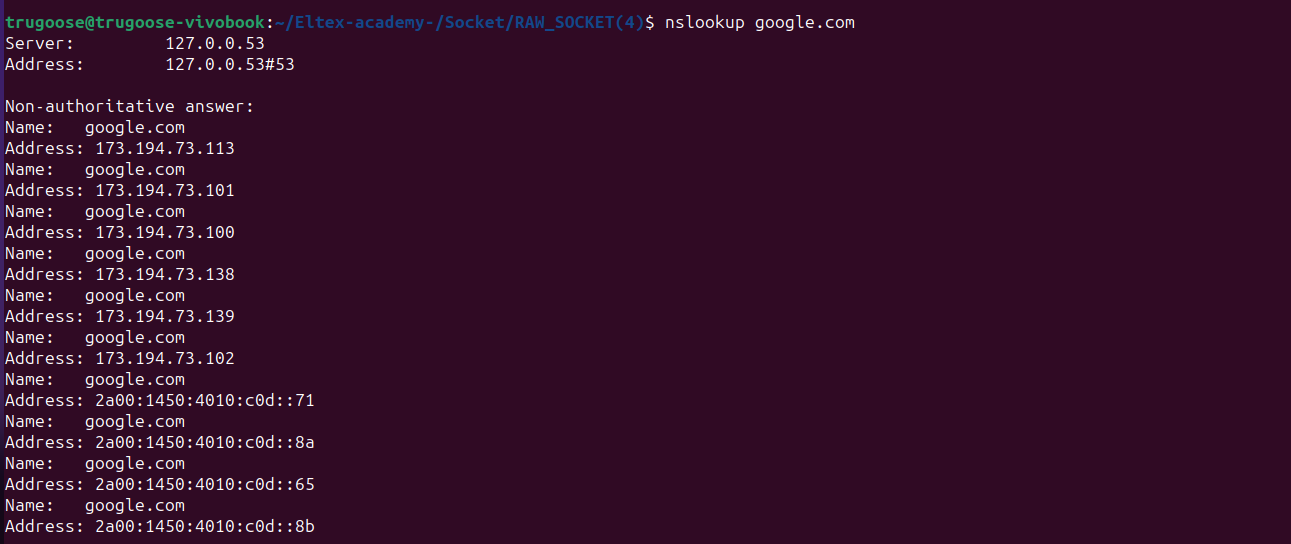 trugoose@trugoose-vivobook:~/Eltex-academy-/Socket/RAW_SOCKET(4)$ nslookup google.com
Server:         127.0.0.53
Address:        127.0.0.53#53

Non-authoritative answer:
Name:   google.com
Address: 173.194.73.113
Name:   google.com
Address: 173.194.73.101
Name:   google.com
Address: 173.194.73.100
Name:   google.com
Address: 173.194.73.138
Name:   google.com
Address: 173.194.73.139
Name:   google.com
Address: 173.194.73.102
Name:   google.com
Address: 2a00:1450:4010:c0d::71
Name:   google.com
Address: 2a00:1450:4010:c0d::8a
Name:   google.com
Address: 2a00:1450:4010:c0d::65
Name:   google.com
Address: 2a00:1450:4010:c0d::8b